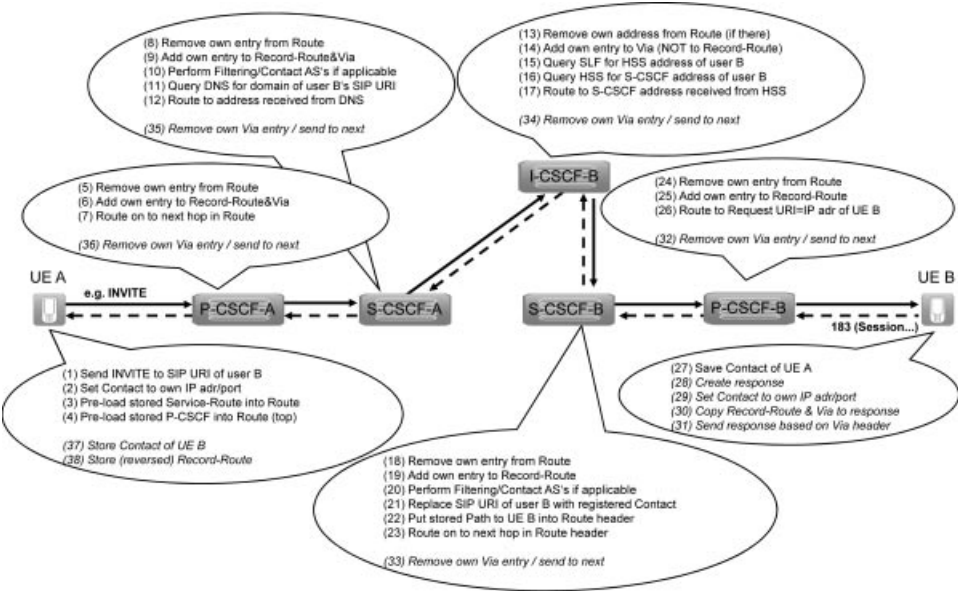 (8) Remove own entry from Route
(9) Add own entry to Record-Route&Via
(10) Perform Filtering/Contact AS's if applicable
(11) Query DNS for domain of user B's SIP URI
(12) Route to address received from DNS
(35) Remove own Via entry / send to next
(13) Remove own address from Route (if there)
(14) Add own entry to Via (NOT to Record-Route)
(15) Query SLF for HSS address of user B
(16) Query HSS for S-CSCF address of user B
(17) Route to S-CSCF address received from HSS
(34) Remove own Via entry / send to next
(5) Remove own entry from Route
(6) Add own entry to Record-Route&Via
(7) Route on to next hop in Route
(36) Remove own Via entry / send to next
I-CSCF-B
(24) Remove own entry from Route
(25) Add own entry to Record-Route
(26) Route to Request URI=IP adr of UE B
(32) Remove own Via entry / send to next
UE A
e.g. INVITE
P-CSCF-A
S-CSCF-A
S-CSCF-B
P-CSCF-B
UE B
183 (Session...)
(1) Send INVITE to SIP URI of user B
(2) Set Contact to own IP adr/port
(3) Pre-load stored Service-Route into Route
(4) Pre-load stored P-CSCF into Route (top)
(37) Store Contact of UE B
(38) Store (reversed) Record-Route
(27) Save Contact of UE A
(28) Create response
(29) Set Contact to own IP adr/port
(30) Copy Record-Route & Via to response
(31) Send response based on Via header
(18) Remove own entry from Route
(19) Add own entry to Record-Route
(20) Perform Filtering/Contact AS's if applicable
(21) Replace SIP URI of user B with registered Contact
(22) Put stored Path to UE B into Route header
(23) Route on to next hop in Route header
(33) Remove own Via entry / send to next